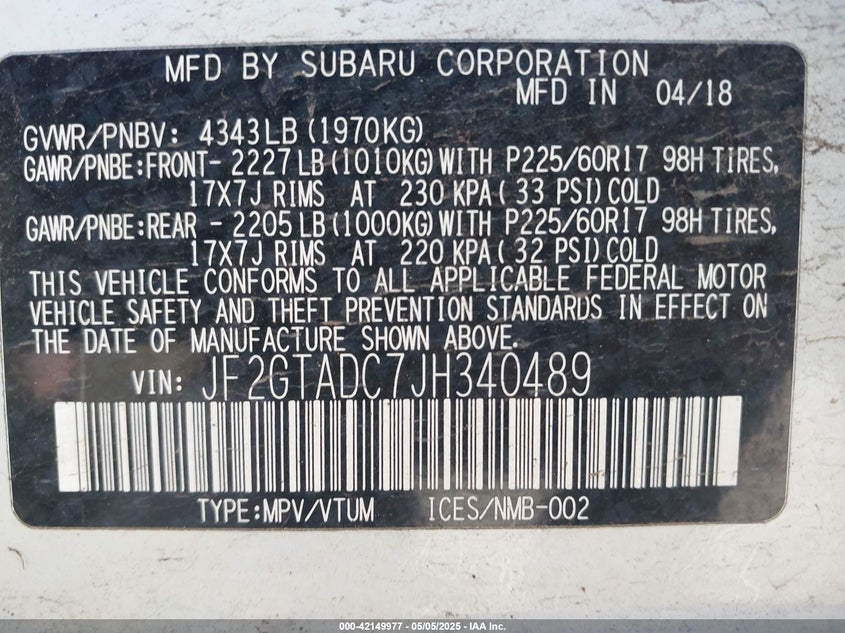 MFD BY SUBARU CORPORATION
MFD IN 04/18
GVWR/PNBV: 4343LB(1970KG)
GAWR/PNBE:FRONT- 2227LB(1010KG)WITH P225/60R17 98H TIRES,
17X7J RIMS AT 230 KPA(33 PSI)COLD
GAWR/PNBE:REAR - 2205LB(1000KG)WITH P225/60R17 98H TIRES,
17X7J RIMS AT 220 KPA(32 PSI)COLD
THIS VEHICLE CONFORMS TO ALL APPLICABLE FEDERAL MOTOR
VEHICLE SAFETY AND THEFT PREVENTION STANDARDS IN EFFECT ON
THE DATE OF MANUFACTURE SHOWN ABOVE.
VIN: JF2GTADC7JH340489
TYPE:MPV/VTUM ICES/NMB-002
000-42149977 - 05/05/2025 - IAA Inc.